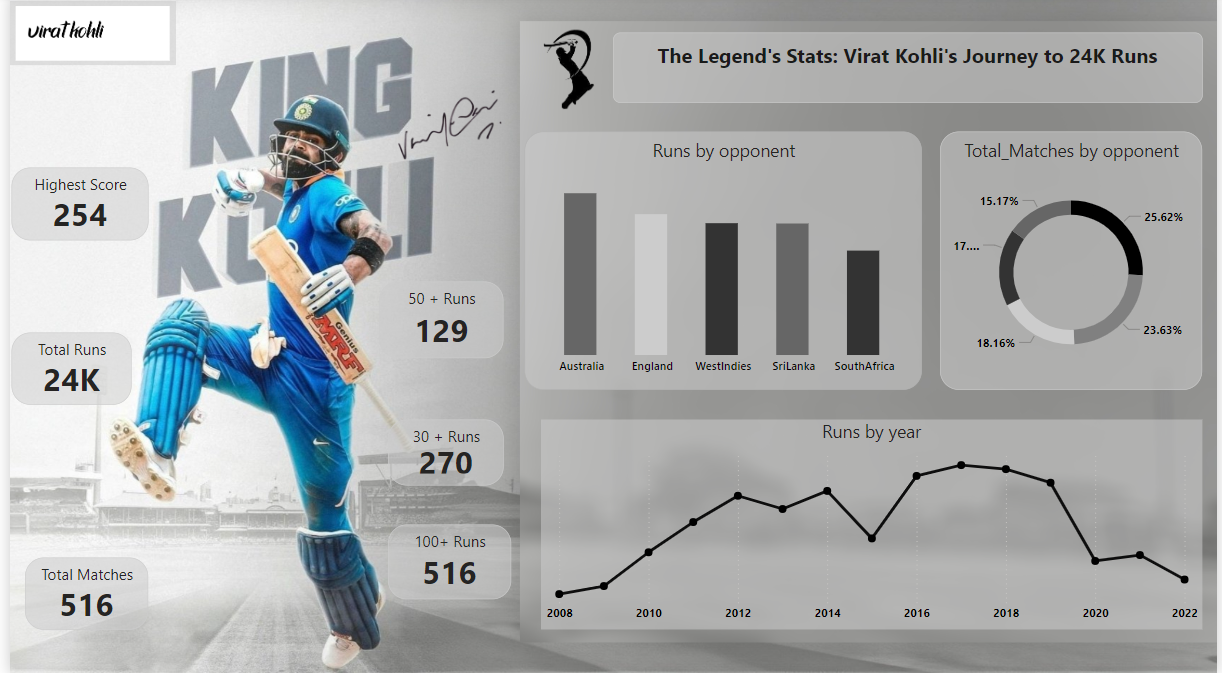 virat kohli
KING
KOHLI
Highest Score
254
Total Runs
24K
Total Matches
516
50 + Runs
129
30 + Runs
270
100+ Runs
516
Genius
MRF
The Legend's Stats: Virat Kohli's Journey to 24K Runs
Runs by opponent
Australia England WestIndies SriLanka SouthAfrica
Total_Matches by opponent
15.17%
25.62%
17....
18.16%
23.63%
Runs by year
2008 2010 2012 2014 2016 2018 2020 2022